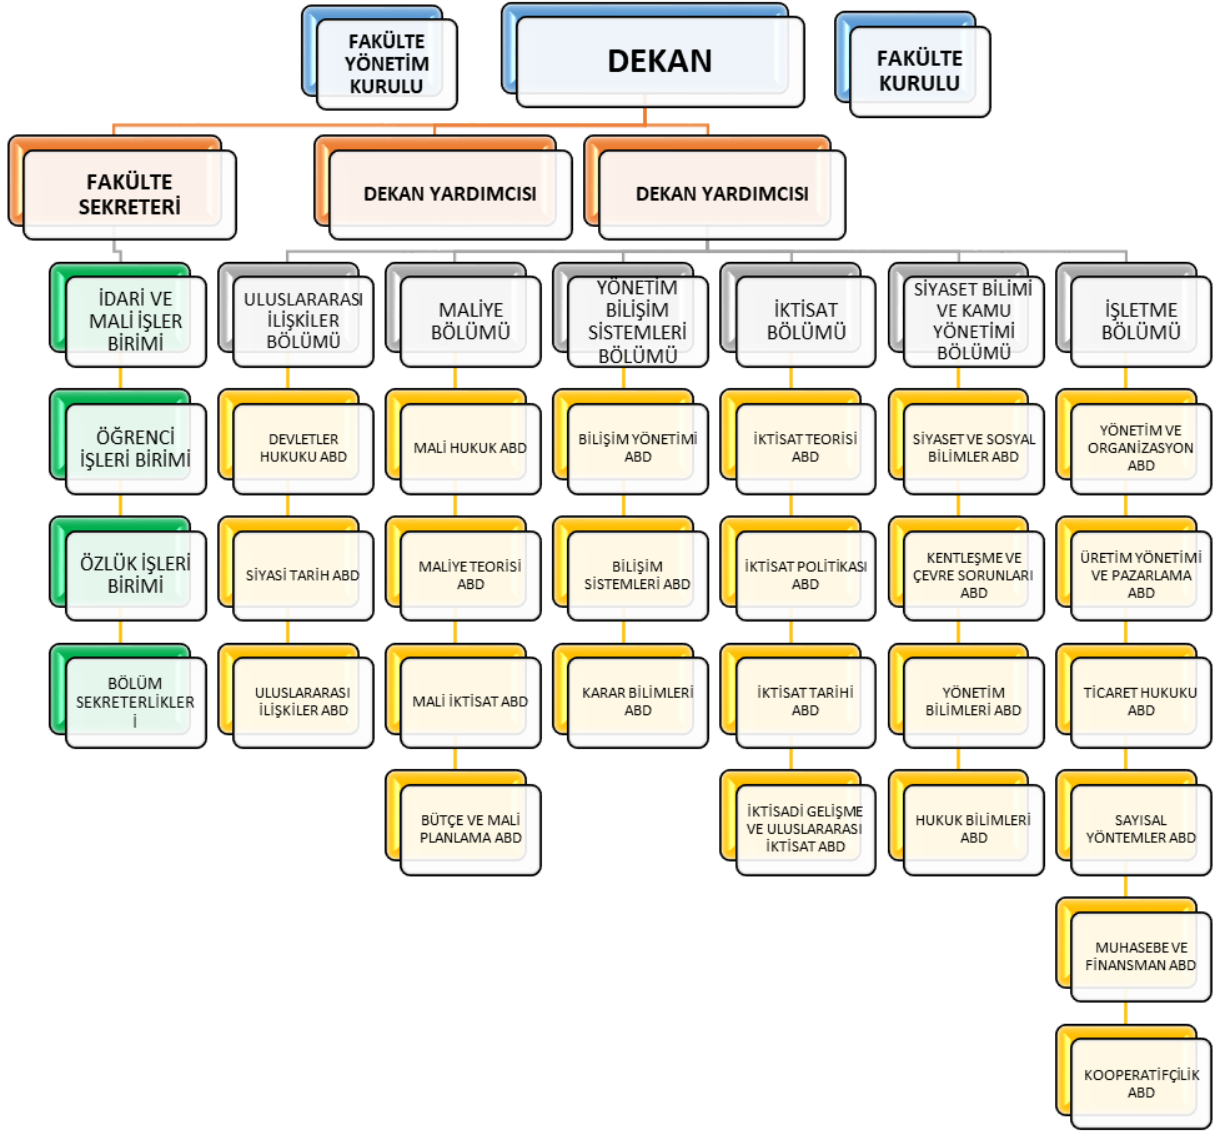 FAKÜLTE
YÖNETİM
KURULU
DEKAN
FAKÜLTE
KURULU
FAKÜLTE
SEKRETERİ
DEKAN YARDIMCISI
DEKAN YARDIMCISI
İDARİ VE
MALİ İŞLER
BİRİMİ
ULUSLARARASI
İLİŞKİLER
BÖLÜMÜ
MALİYE
BÖLÜMÜ
YÖNETİM
BİLİŞİM
SİSTEMLERİ
BÖLÜMÜ
İKTİSAT
BÖLÜMÜ
SİYASET BİLİMİ
VE KAMU
YÖNETİMİ
BÖLÜMÜ
İŞLETME
BÖLÜMÜ
ÖĞRENCİ
İŞLERİ BİRİMİ
DEVLETLER
HUKUKU ABD
MALİ HUKUK ABD
BİLİŞİM YÖNETİMİ
ABD
İKTİSAT TEORİSİ
ABD
SİYASET VE SOSYAL
BİLİMLER ABD
YÖNETİM VE
ORGANİZASYON
ABD
ÖZLÜK İŞLERİ
BİRİMİ
SİYASİ TARİH ABD
MALİYE TEORİSİ
ABD
BİLİŞİM
SİSTEMLERİ ABD
İKTİSAT POLİTİKASI
ABD
KENTLEŞME VE
ÇEVRE SORUNLARI
ABD
ÜRETİM YÖNETİMİ
VE PAZARLAMA
ABD
BÖLÜM
SEKRETERLİKLER
İ
ULUSLARARASI
İLİŞKİLER ABD
MALİ İKTİSAT ABD
KARAR BİLİMLERİ
ABD
İKTİSAT TARİHİ
ABD
YÖNETİM
BİLİMLERİ ABD
TİCARET HUKUKU
ABD
BÜTÇE VE MALİ
PLANLAMA ABD
İKTİSADİ GELİŞME
VE ULUSLARARASI
İKTİSAT ABD
HUKUK BİLİMLERİ
ABD
SAYISAL
YÖNTEMLER ABD
MUHASEBE VE
FİNANSMAN ABD
KOOPERATİFÇİLİK
ABD